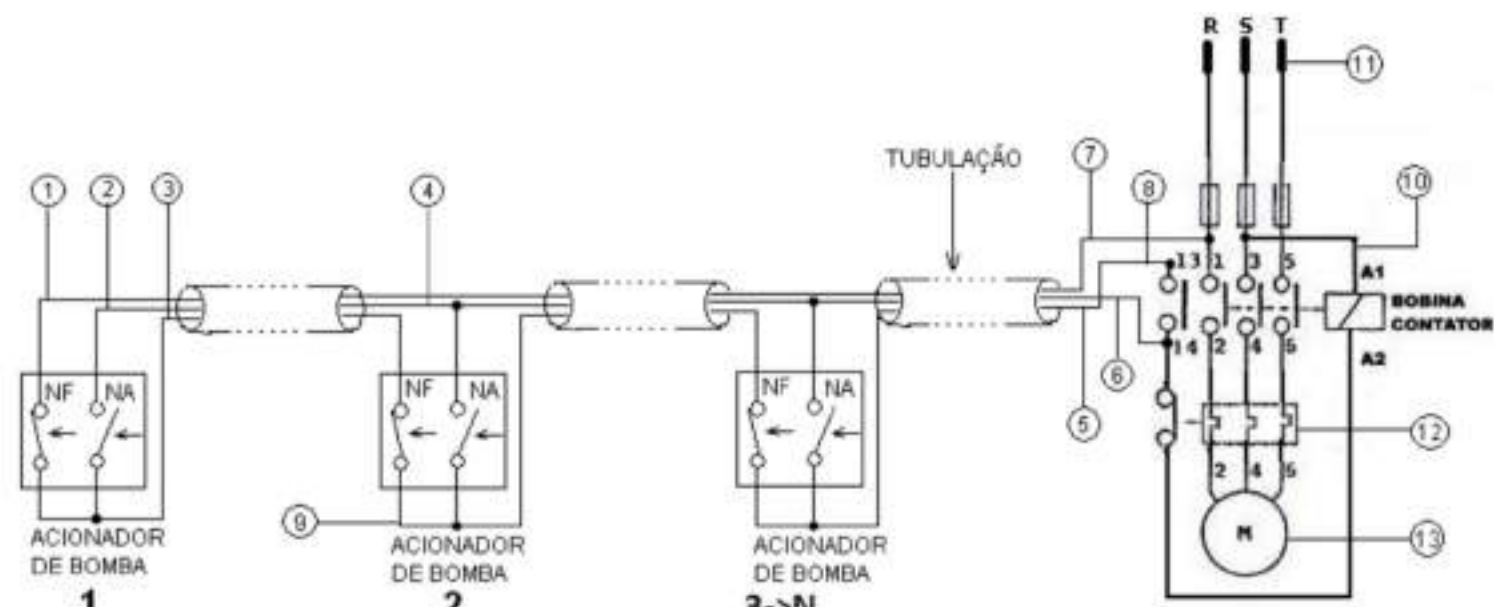 R S T
11
TUBULAÇÃO
7
8
10
1 2 3 4
13 1 3 5
A1
BOBINA
CONTATOR
A2
14 2 4 6
6
5
NF NA
NF NA
NF NA
12
2 4 6
M
13
9
ACIONADOR
DE BOMBA
1
ACIONADOR
DE BOMBA
2
ACIONADOR
DE BOMBA
3->N